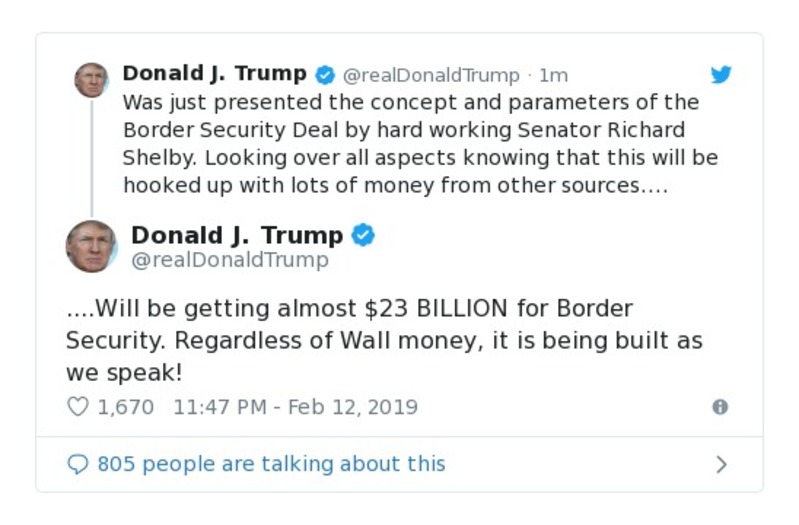 Donald J. Trump @realDonaldTrump · 1m
Was just presented the concept and parameters of the
Border Security Deal by hard working Senator Richard
Shelby. Looking over all aspects knowing that this will be
hooked up with lots of money from other sources....
Donald J. Trump
@realDonaldTrump
....Will be getting almost $23 BILLION for Border
Security. Regardless of Wall money, it is being built as
we speak!
1,670 11:47 PM - Feb 12, 2019
805 people are talking about this